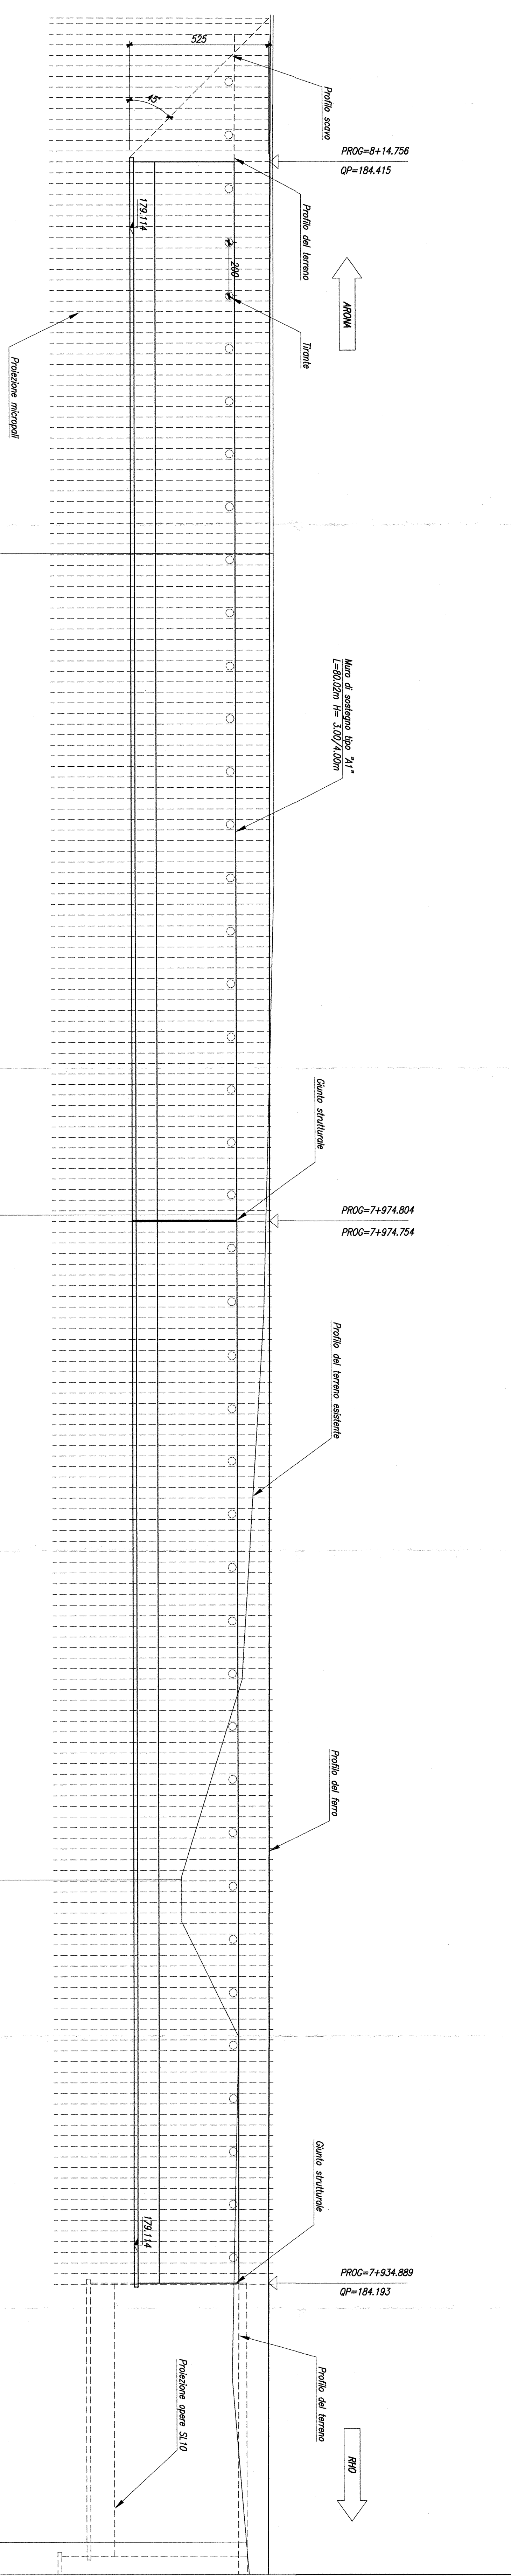 525
45°
Profilo scavo
PROG=8+14.756
QP=184.415
179.114
Profilo del terreno
ARONA
200
Tirante
Proiezione micropali
Muro di sostegno tipo "A1"
L=80.02m H= 3.00/4.00m
Giunto strutturale
PROG=7+974.804
PROG=7+974.754
Profilo del terreno esistente
Profilo del ferro
179.114
Giunto strutturale
PROG=7+934.889
QP=184.193
Proiezione opere SL10
Profilo del terreno
RHO